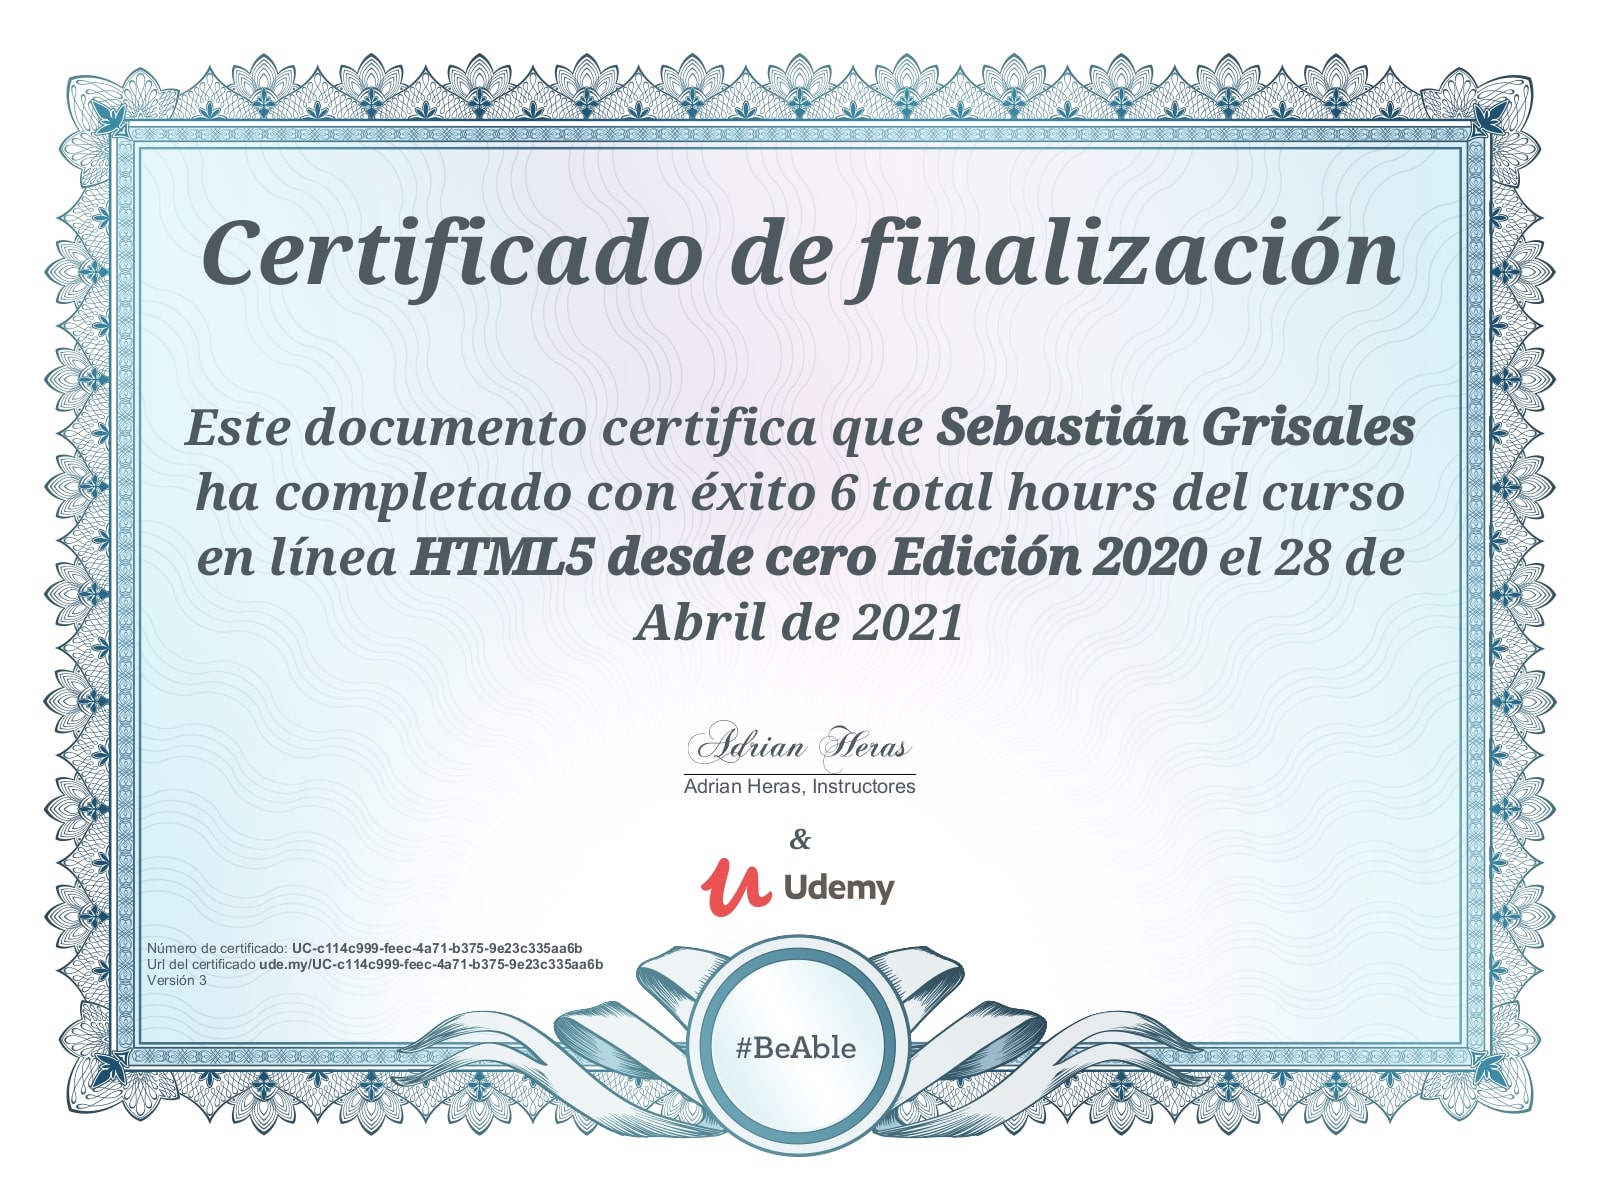 Certificado de finalización
Este documento certifica que Sebastián Grisales
ha completado con éxito 6 total hours del curso
en línea HTML5 desde cero Edición 2020 el 28 de
Abril de 2021
Adrian Heras
Adrian Heras, Instructores
&
Udemy
Número de certificado: UC-c114c999-feec-4a71-b375-9e23c335aa6b
Url del certificado ude.my/UC-c114c999-feec-4a71-b375-9e23c335aa6b
Versión 3
#BeAble